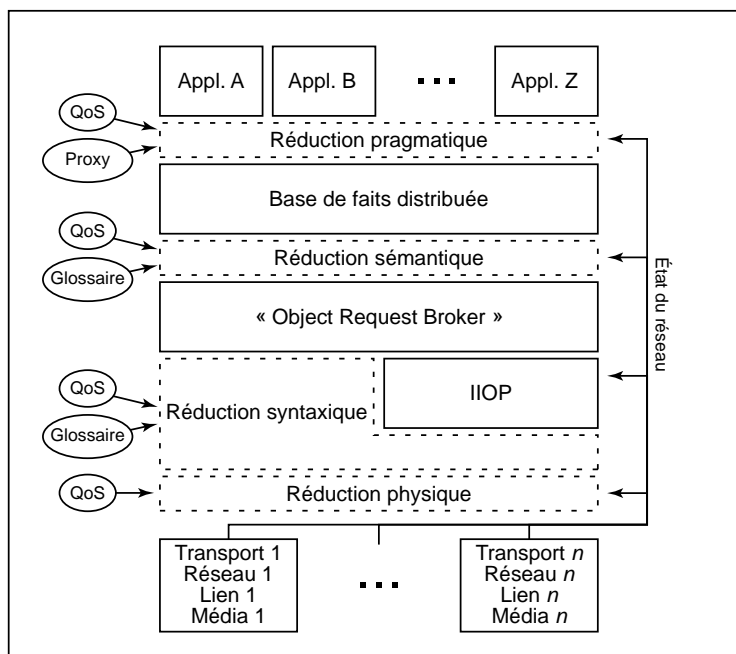 Appl. A
Appl. B
Appl. Z
QoS
Réduction pragmatique
Proxy
Base de faits distribuée
QoS
Réduction sémantique
Glossaire
« Object Request Broker »
État du réseau
QoS
IIOP
Réduction syntaxique
Glossaire
QoS
Réduction physique
Transport 1
Réseau 1
Lien 1
Média 1
Transport n
Réseau n
Lien n
Média n